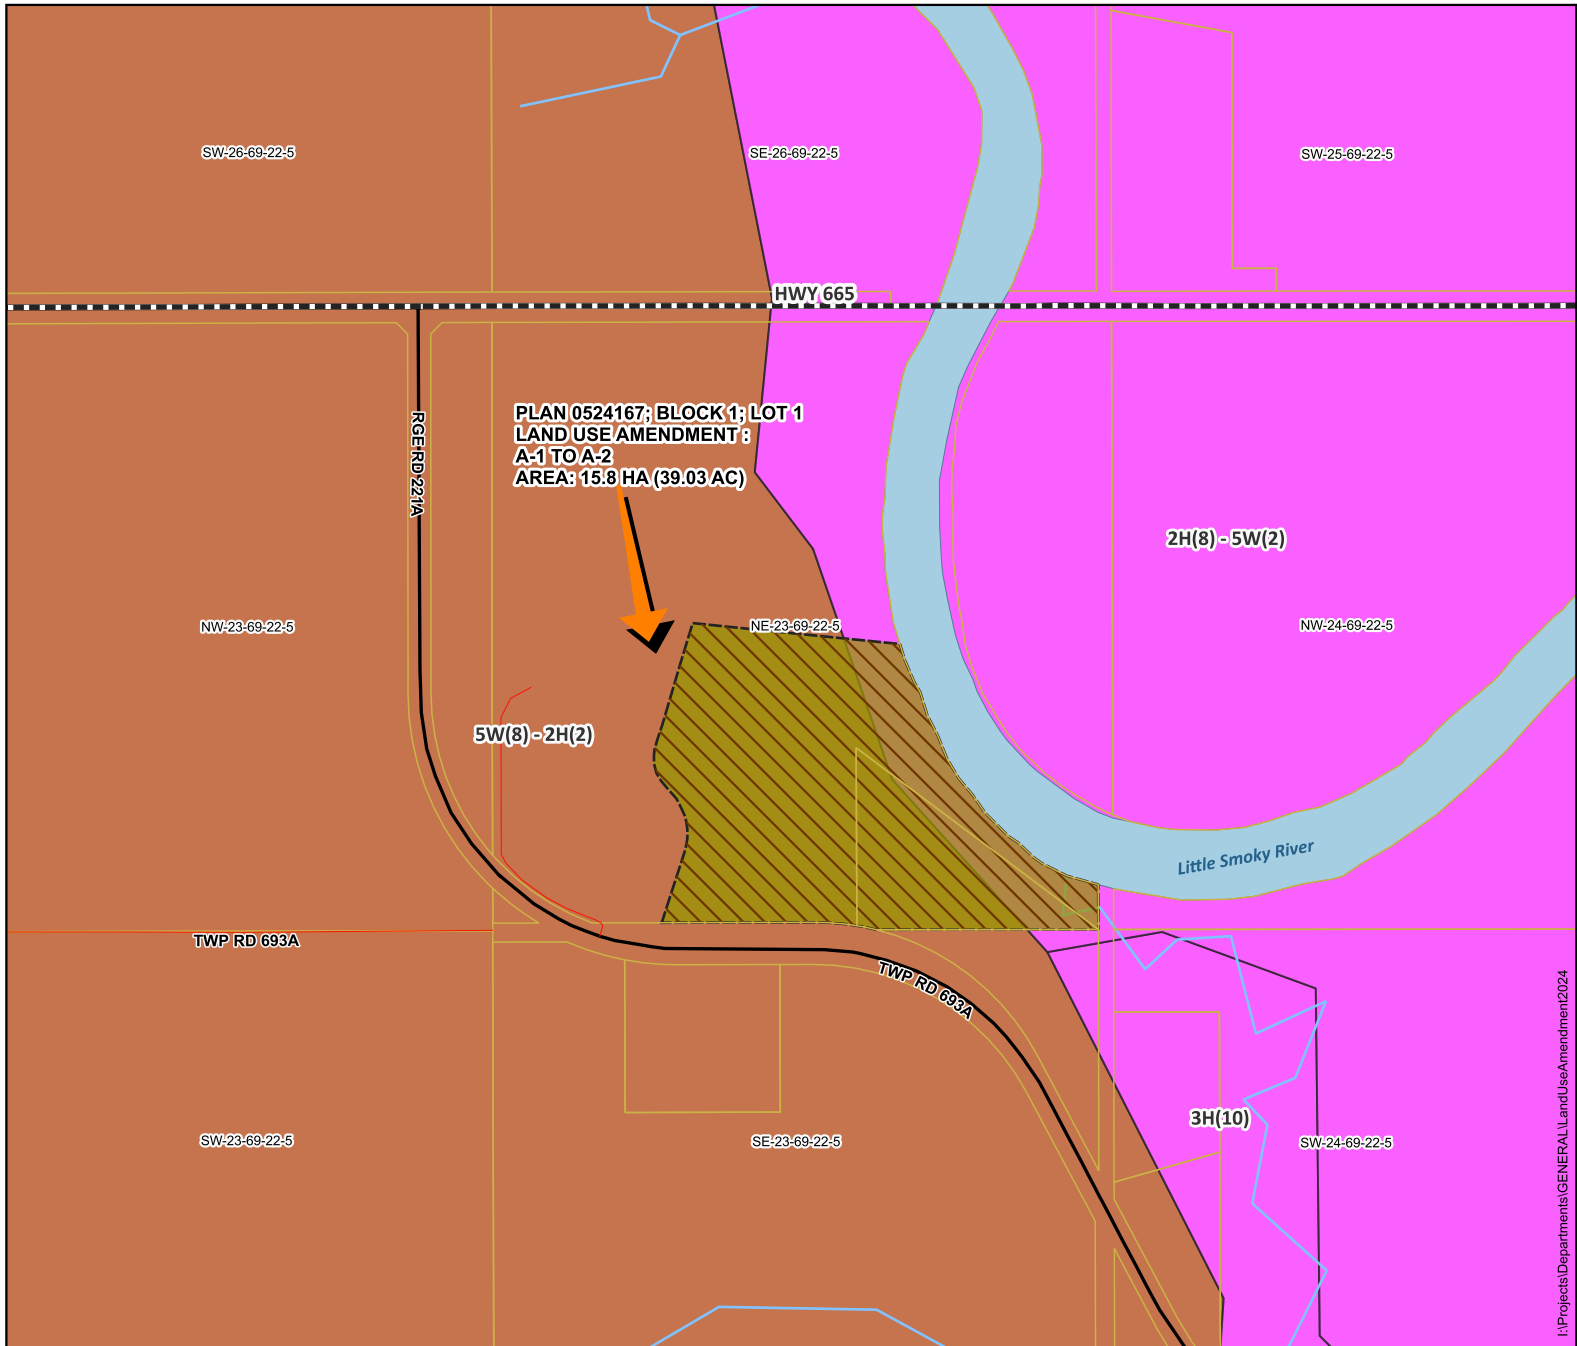 SW-26-69-22-5
SE-26-69-22-5
SW-25-69-22-5
HWY 665
PLAN 0524167; BLOCK 1; LOT 1
LAND USE AMENDMENT :
A-1 TO A-2
AREA: 15.8 HA (39.03 AC)
RGE RD 221A
2H(8) - 5W(2)
NW-23-69-22-5
NE-23-69-22-5
NW-24-69-22-5
5W(8) - 2H(2)
Little Smoky River
TWP RD 693A
TWP RD 693A
3H(10)
SW-23-69-22-5
SE-23-69-22-5
SW-24-69-22-5
I:\Projects\Departments\GENERAL\LandUseAmendment2024